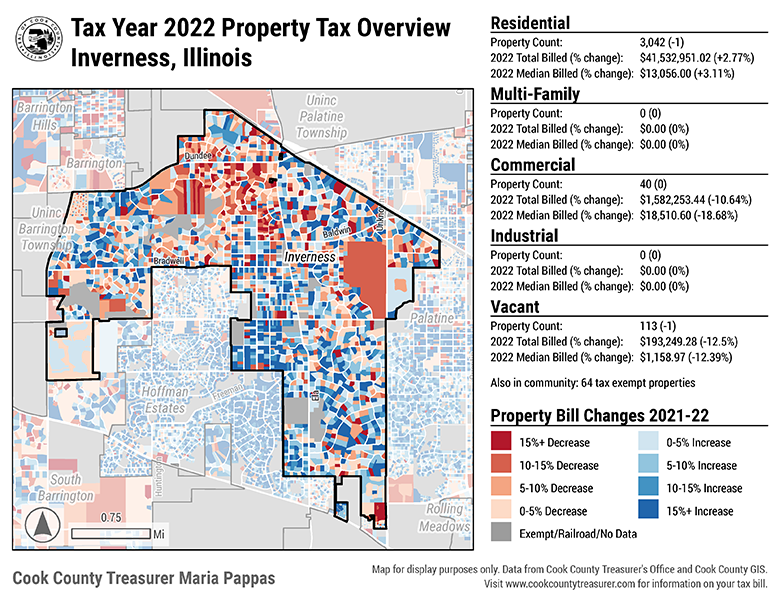 Tax Year 2022 Property Tax Overview
Inverness, Illinois
Barrington
Hills
Uninc
Palatine
Township
Barrington
Dundee
Uninc
Barrington
Township
Baldwin
Bradwell
Inverness
Palatine
Hoffman
Estates
Freeman
Ela
Huntington
South
Barrington
Rolling
Meadows
0.75
Mi
Residential
Property Count: 3,042 (-1)
2022 Total Billed (% change): $41,532,951.02 (+2.77%)
2022 Median Billed (% change): $13,056.00 (+3.11%)
Multi-Family
Property Count: 0 (0)
2022 Total Billed (% change): $0.00 (0%)
2022 Median Billed (% change): $0.00 (0%)
Commercial
Property Count: 40 (0)
2022 Total Billed (% change): $1,582,253.44 (-10.64%)
2022 Median Billed (% change): $18,510.60 (-18.68%)
Industrial
Property Count: 0 (0)
2022 Total Billed (% change): $0.00 (0%)
2022 Median Billed (% change): $0.00 (0%)
Vacant
Property Count: 113 (-1)
2022 Total Billed (% change): $193,249.28 (-12.5%)
2022 Median Billed (% change): $1,158.97 (-12.39%)
Also in community: 64 tax exempt properties
Property Bill Changes 2021-22
15%+ Decrease
10-15% Decrease
5-10% Decrease
0-5% Decrease
0-5% Increase
5-10% Increase
10-15% Increase
15%+ Increase
Exempt/Railroad/No Data
Cook County Treasurer Maria Pappas
Map for display purposes only. Data from Cook County Treasurer's Office and Cook County GIS.
Visit www.cookcountytreasurer.com for information on your tax bill.